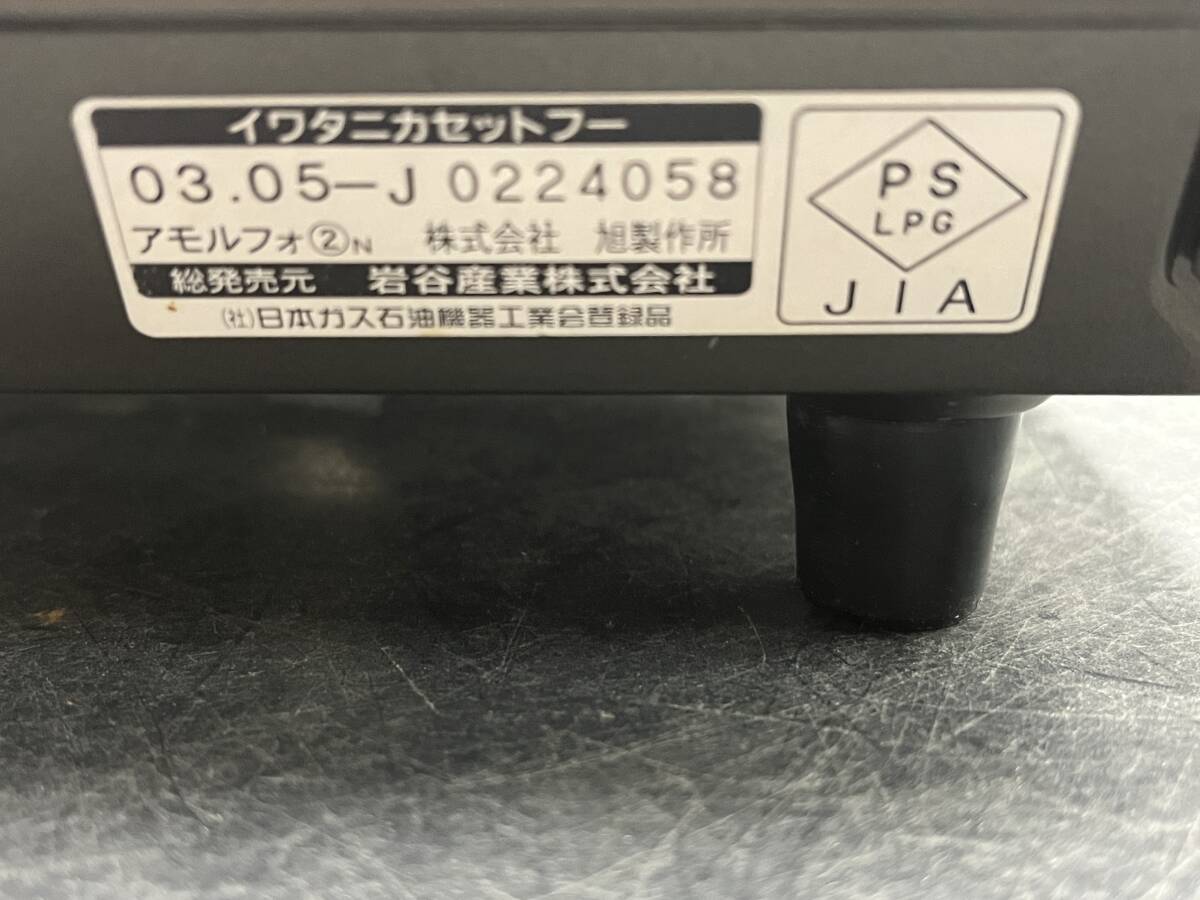 イワタニカセットフー
03.05-J 0224058
アモルフォ②N 株式会社 旭製作所
総発売元 岩谷産業株式会社
(社)日本ガス石油機器工業会登録品
PS
LPG
JIA